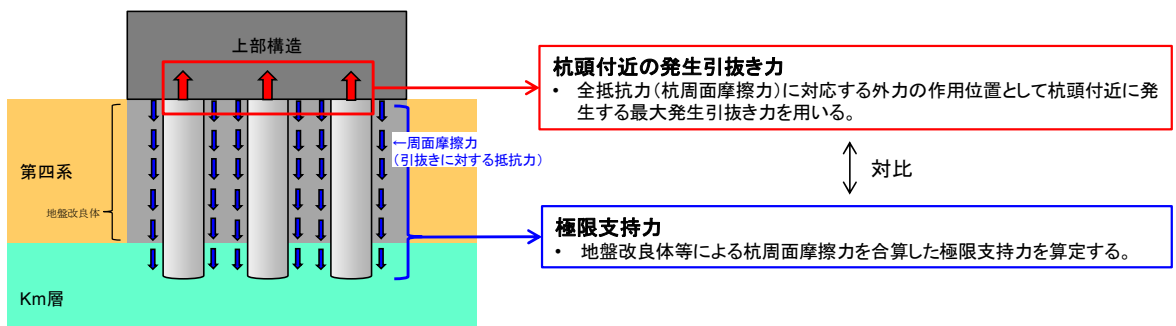 上部構造
第四系
地盤改良体
Km層
←周面摩擦力
(引抜きに対する抵抗力)
杭頭付近の発生引抜き力
• 全抵抗力(杭周面摩擦力)に対応する外力の作用位置として杭頭付近に発
生する最大発生引抜き力を用いる。
対比
極限支持力
• 地盤改良体等による杭周面摩擦力を合算した極限支持力を算定する。